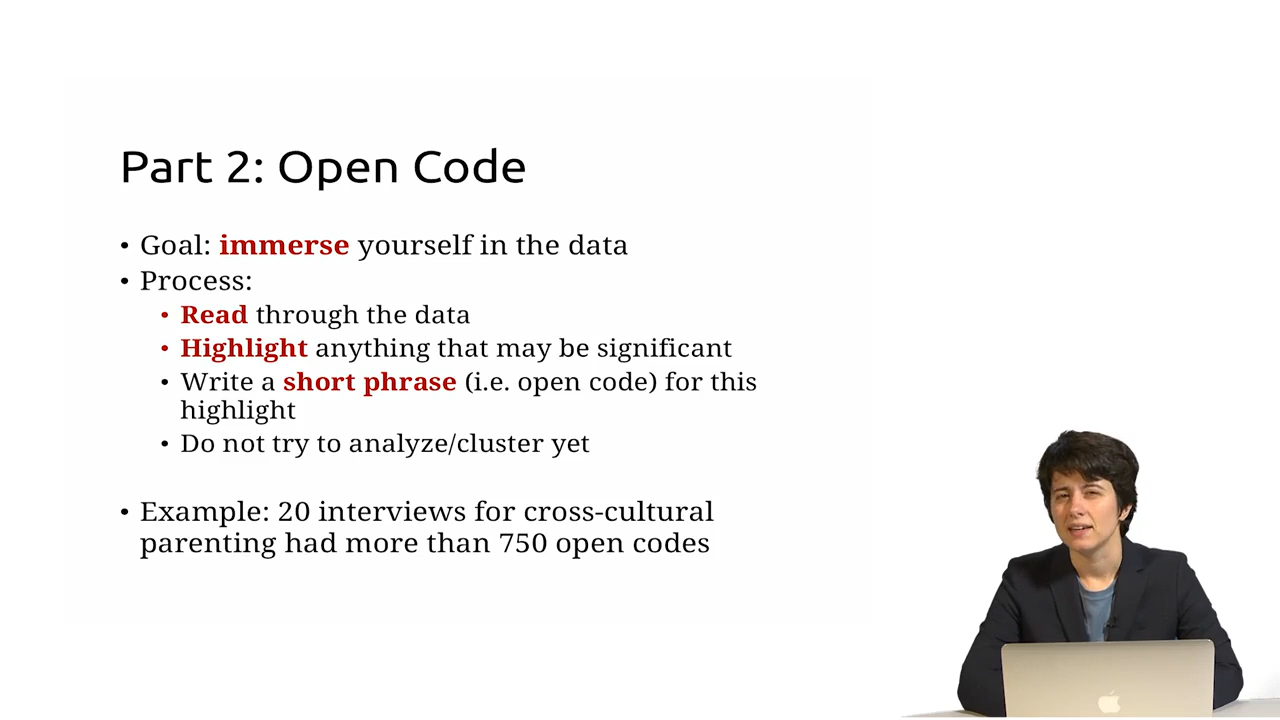 Part 2: Open Code
• Goal: immerse yourself in the data
• Process:
• Read through the data
• Highlight anything that may be significant
• Write a short phrase (i.e. open code) for this
highlight
• Do not try to analyze/cluster yet
• Example: 20 interviews for cross-cultural
parenting had more than 750 open codes